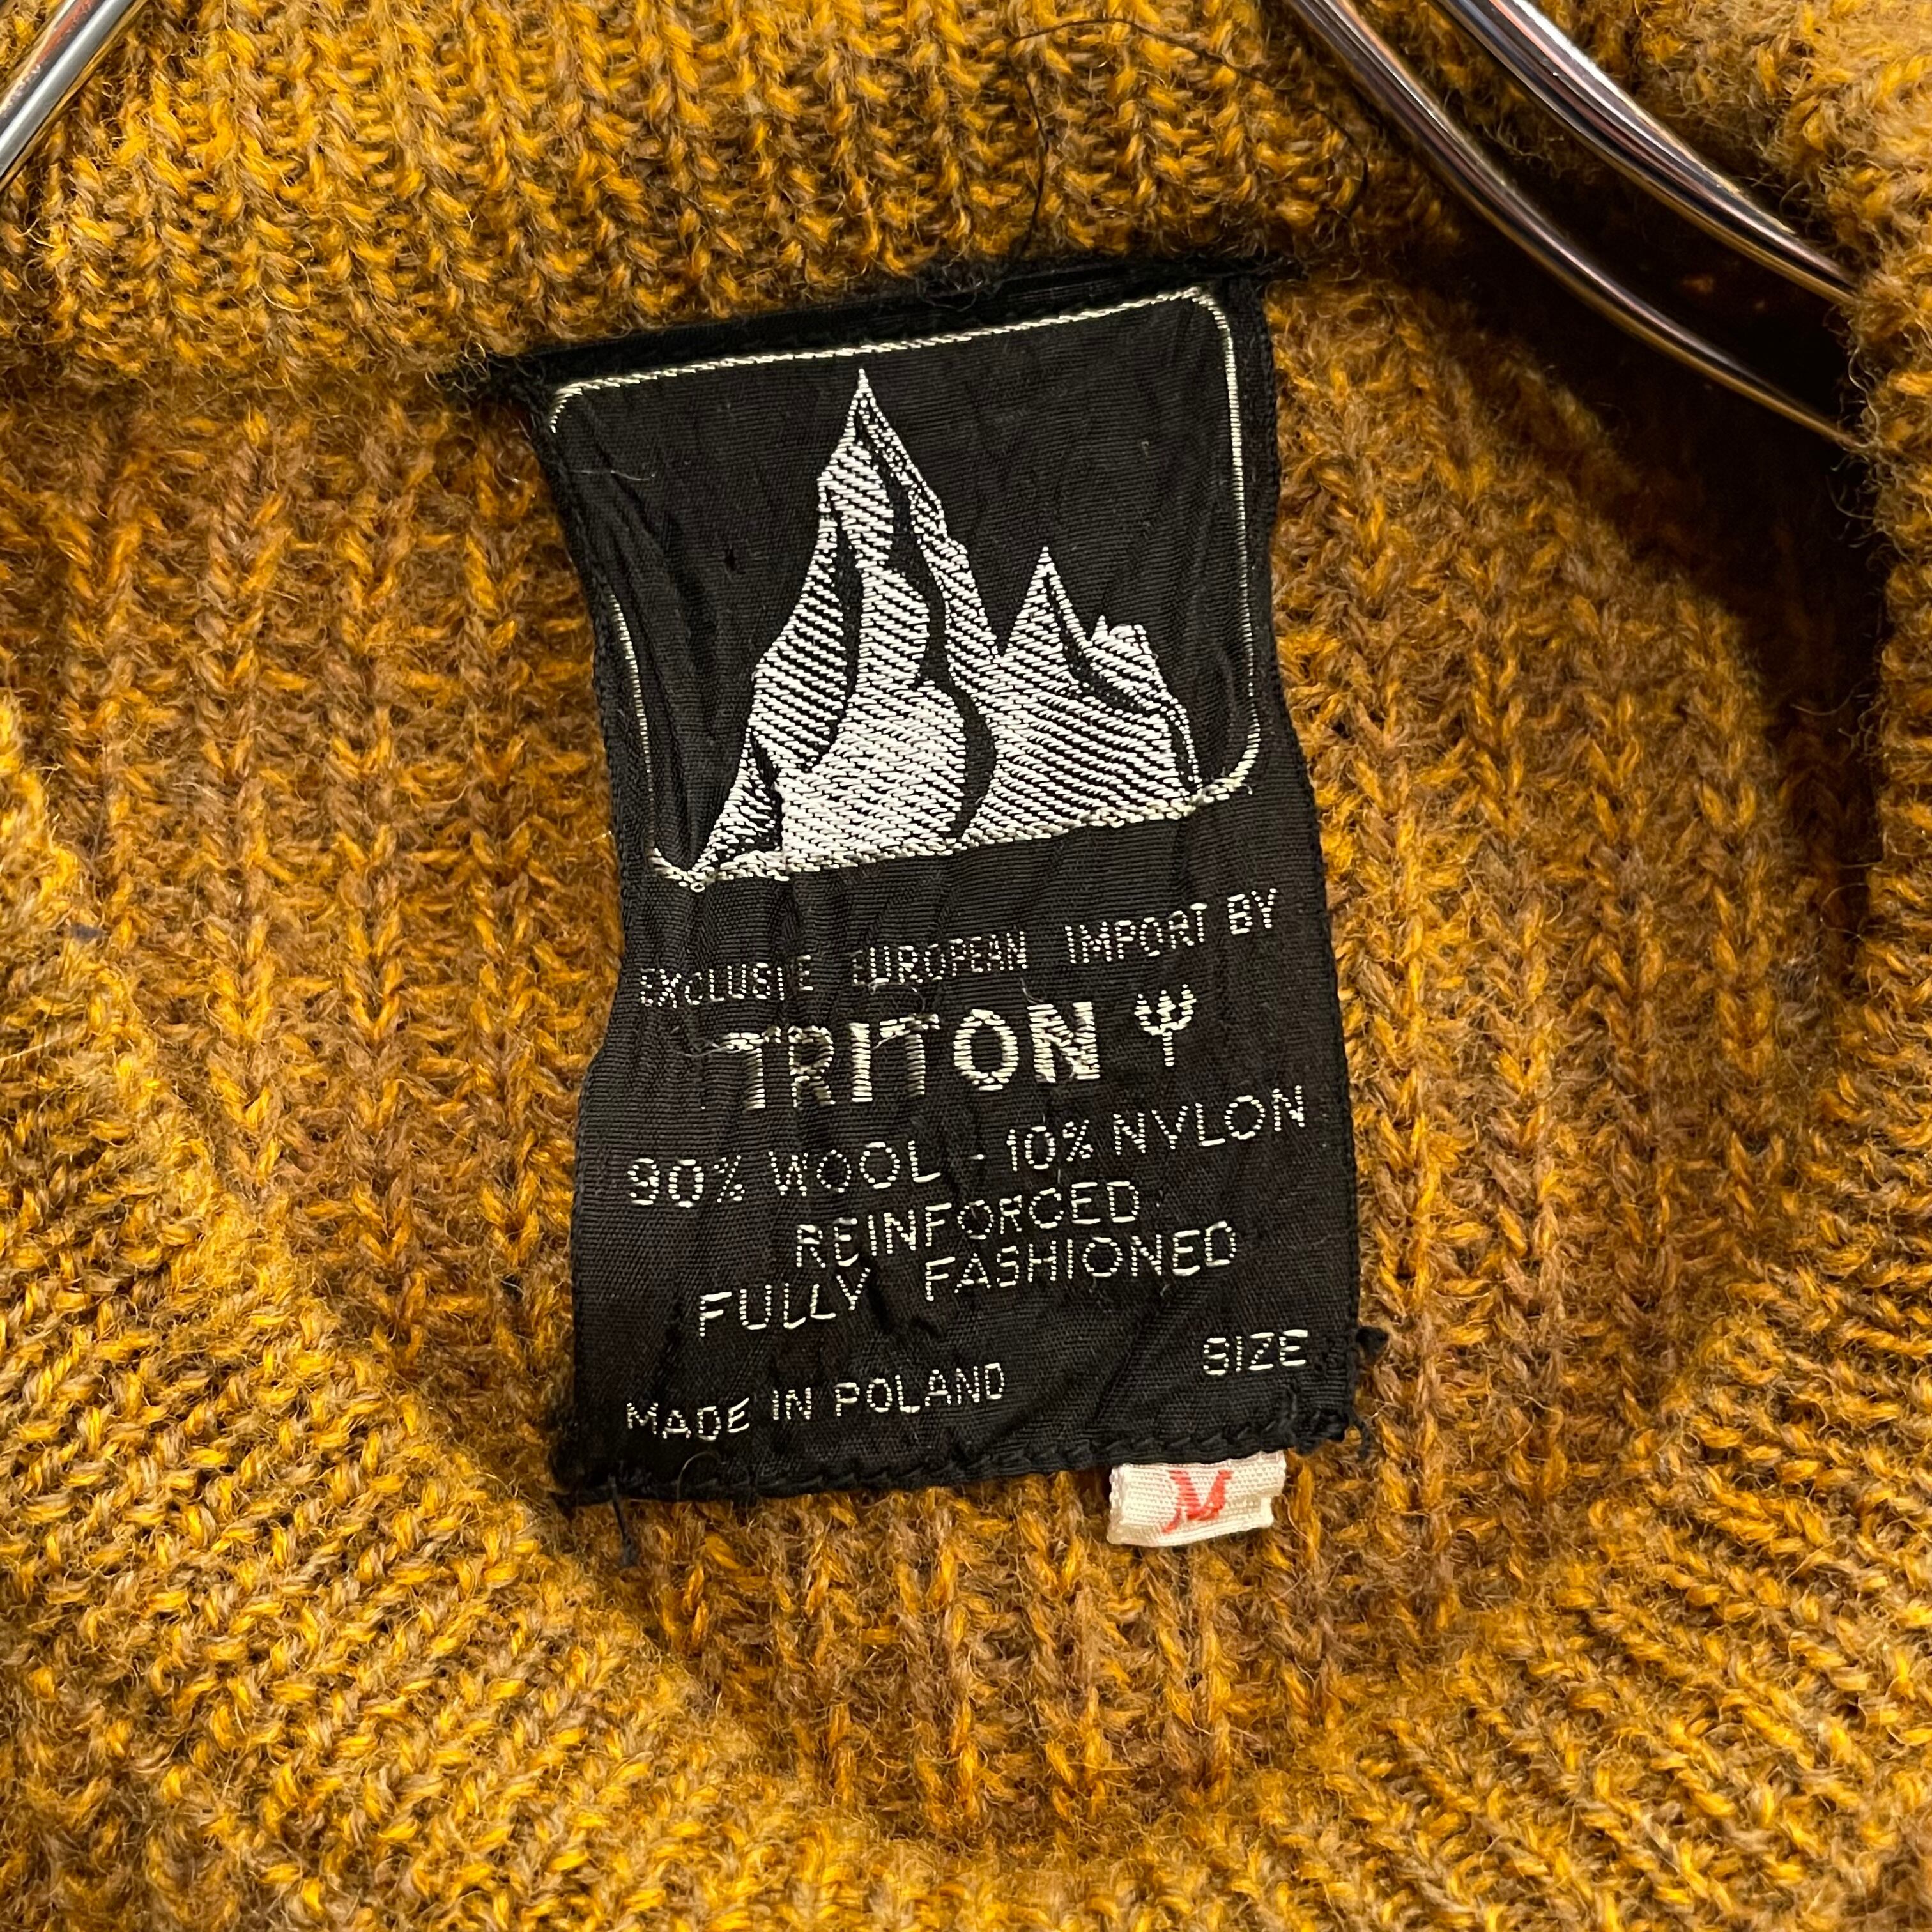 EXCLUSIVE EUROPEAN IMPORT BY
TRITON
90% WOOL - 10% NYLON
REINFORCED
FULLY FASHIONED
SIZE
MADE IN POLAND
M